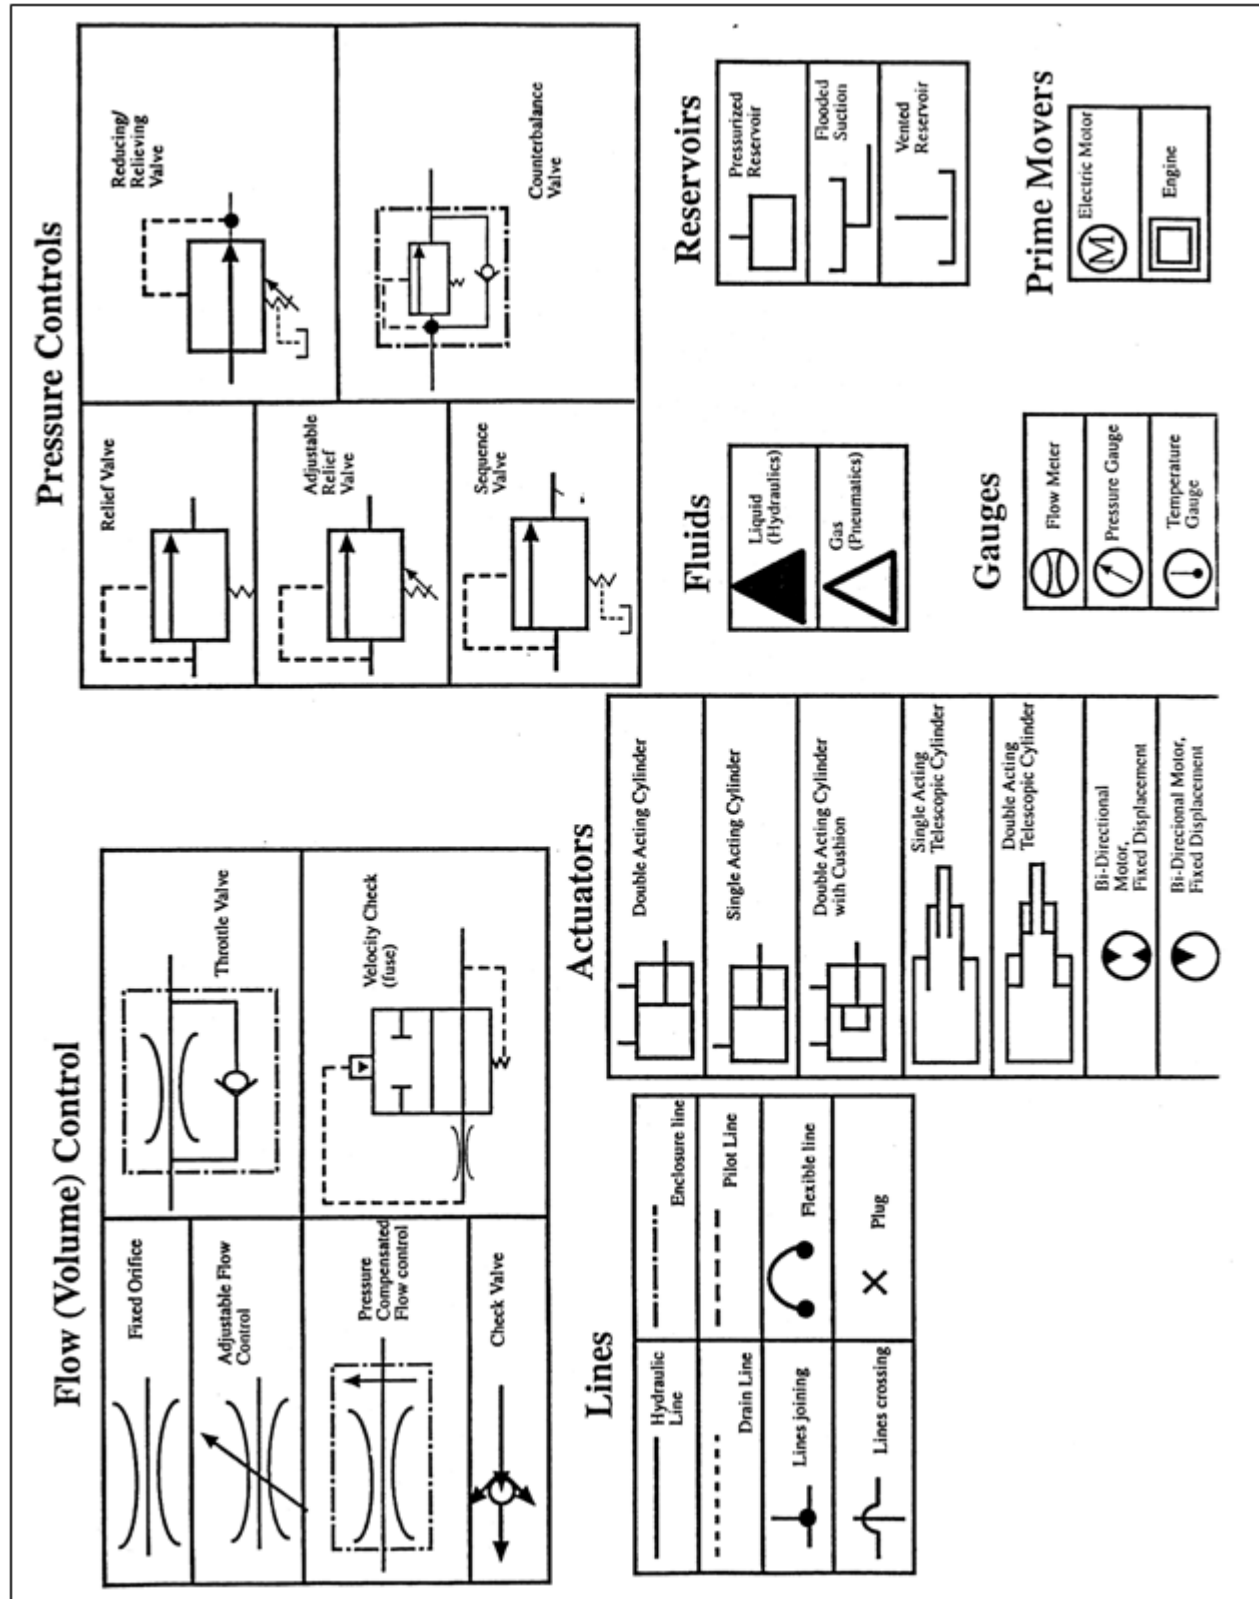 Flow (Volume) Control
Fixed Orifice
Adjustable Flow
Control
Pressure
Compensated
Flow control
Check Valve
Throttle Valve
Velocity Check
(fuse)
Pressure Controls
Relief Valve
Adjustable
Relief
Valve
Sequence
Valve
Reducing/
Relieving
Valve
Counterbalance
Valve
Lines
Hydraulic
Line
Enclosure line
Drain Line
Pilot Line
Lines joining
Flexible line
Lines crossing
Plug
Actuators
Double Acting Cylinder
Single Acting Cylinder
Double Acting Cylinder
with Cushion
Single Acting
Telescopic Cylinder
Double Acting
Telescopic Cylinder
Bi-Directional
Motor,
Fixed Displacement
Bi-Direcional Motor,
Fixed Displacement
Fluids
Liquid
(Hydraulics)
Gas
(Pneumatics)
Reservoirs
Pressurized
Reservoir
Flooded
Suction
Vented
Reservoir
Gauges
Flow Meter
Pressure Gauge
Temperature
Gauge
Prime Movers
M
Electric Motor
Engine